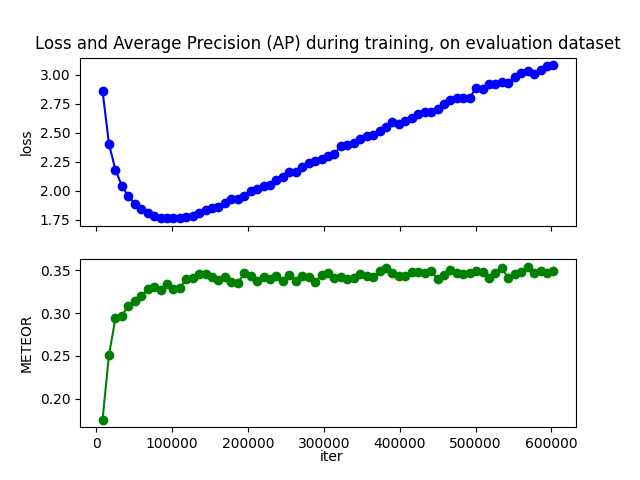 Loss and Average Precision (AP) during training, on evaluation dataset
3.00
2.75
2.50
2.25
2.00
1.75
loss
0.35
0.30
0.25
0.20
METEOR
0 100000 200000 300000 400000 500000 600000
iter